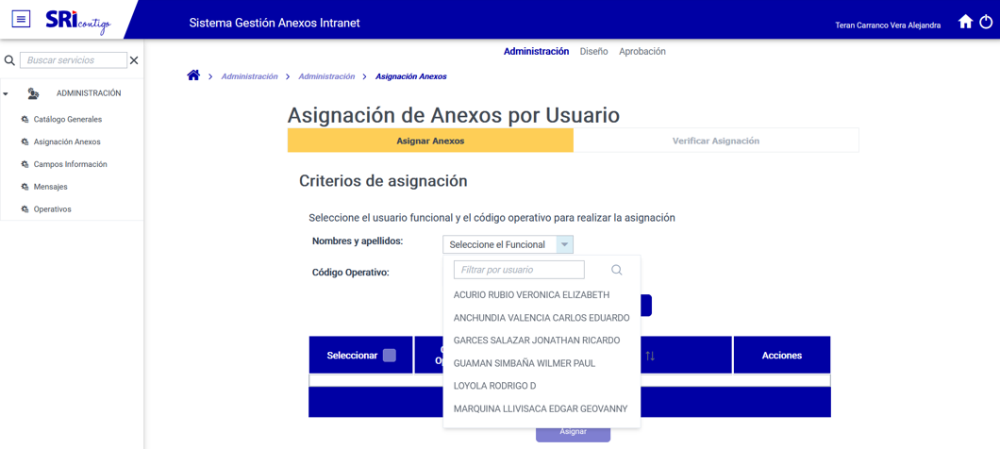 SRi contigo
Sistema Gestión Anexos Intranet
Teran Carranco Vera Alejandra
Buscar servicios
ADMINISTRACIÓN
Catálogo Generales
Asignación Anexos
Campos Información
Mensajes
Operativos
Administración Diseño Aprobación
Administración > Administración > Asignación Anexos
Asignación de Anexos por Usuario
Asignar Anexos
Verificar Asignación
Criterios de asignación
Seleccione el usuario funcional y el código operativo para realizar la asignación
Nombres y apellidos:
Seleccione el Funcional
Código Operativo:
Filtrar por usuario
ACURIO RUBIO VERONICA ELIZABETH
ANCHUNDIA VALENCIA CARLOS EDUARDO
GARCES SALAZAR JONATHAN RICARDO
GUAMAN SIMBAÑA WILMER PAUL
LOYOLA RODRIGO D
MARQUINA LLIVISACA EDGAR GEOVANNY
Seleccionar
Acciones
Asignar